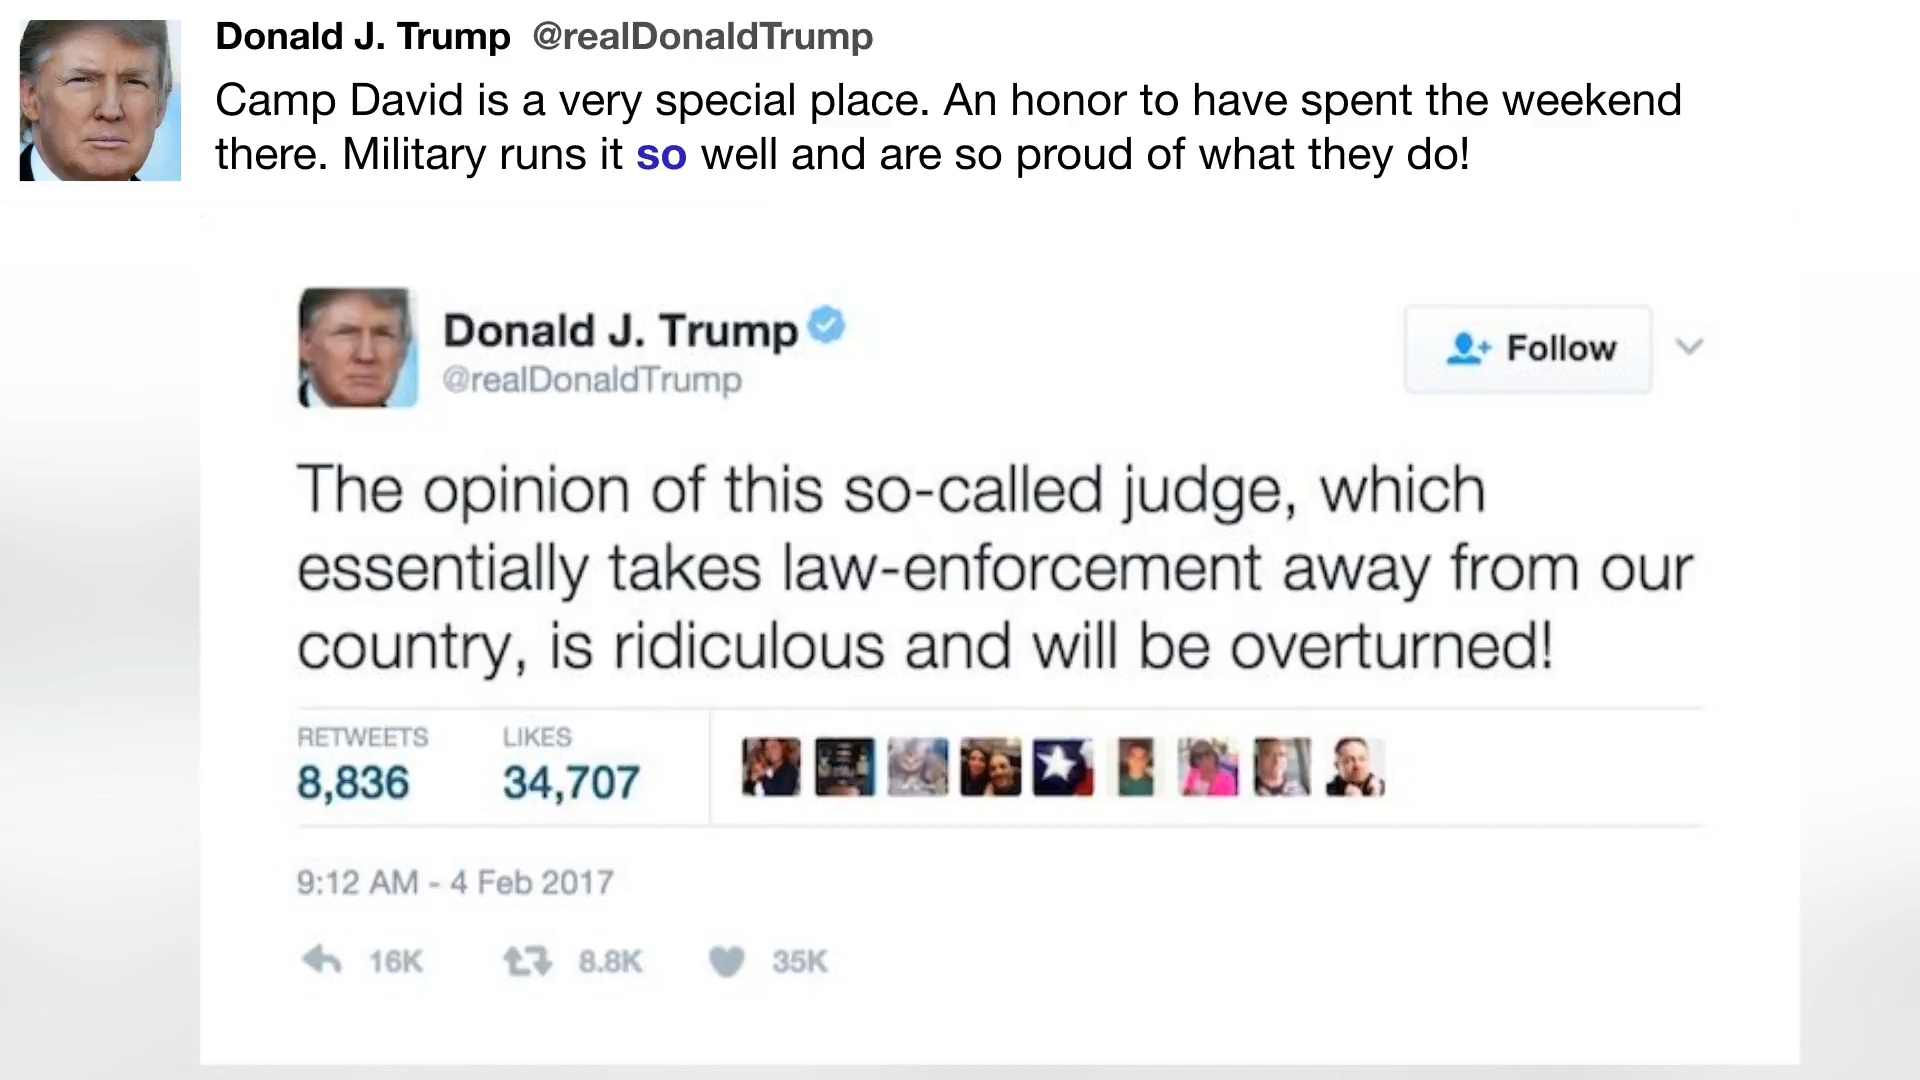 Donald J. Trump @realDonaldTrump
Camp David is a very special place. An honor to have spent the weekend
there. Military runs it so well and are so proud of what they do!
Donald J. Trump
@realDonaldTrump
Follow
The opinion of this so-called judge, which
essentially takes law-enforcement away from our
country, is ridiculous and will be overturned!
RETWEETS LIKES
8,836 34,707
9:12 AM - 4 Feb 2017
16K 8.8K 35K